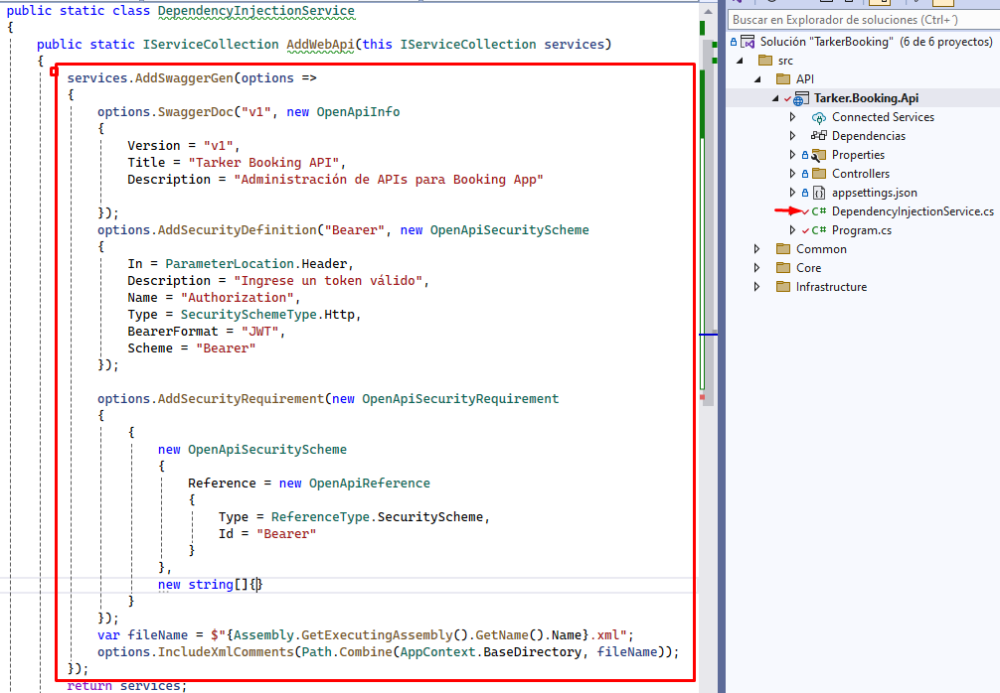 public static class DependencyInjectionService
{
public static IServiceCollection AddWebApi(this IServiceCollection services)
{
services.AddSwaggerGen(options =>
{
options.SwaggerDoc("v1", new OpenApiInfo
{
Version = "v1",
Title = "Tarker Booking API",
Description = "Administración de APIs para Booking App"
});
options.AddSecurityDefinition("Bearer", new OpenApiSecurityScheme
{
In = ParameterLocation.Header,
Description = "Ingrese un token válido",
Name = "Authorization",
Type = SecuritySchemeType.Http,
BearerFormat = "JWT",
Scheme = "Bearer"
});
options.AddSecurityRequirement(new OpenApiSecurityRequirement
{
{
new OpenApiSecurityScheme
{
Reference = new OpenApiReference
{
Type = ReferenceType.SecurityScheme,
Id = "Bearer"
}
},
new string[]{}
}
});
var fileName = $"{Assembly.GetExecutingAssembly().GetName().Name}.xml";
options.IncludeXmlComments(Path.Combine(AppContext.BaseDirectory, fileName));
});
return services;
Buscar en Explorador de soluciones (Ctrl+´)
Solución "TarkerBooking" (6 de 6 proyectos)
src
API
Tarker.Booking.Api
Connected Services
Dependencias
Properties
Controllers
appsettings.json
C# DependencyInjectionService.cs
C# Program.cs
Common
Core
Infrastructure